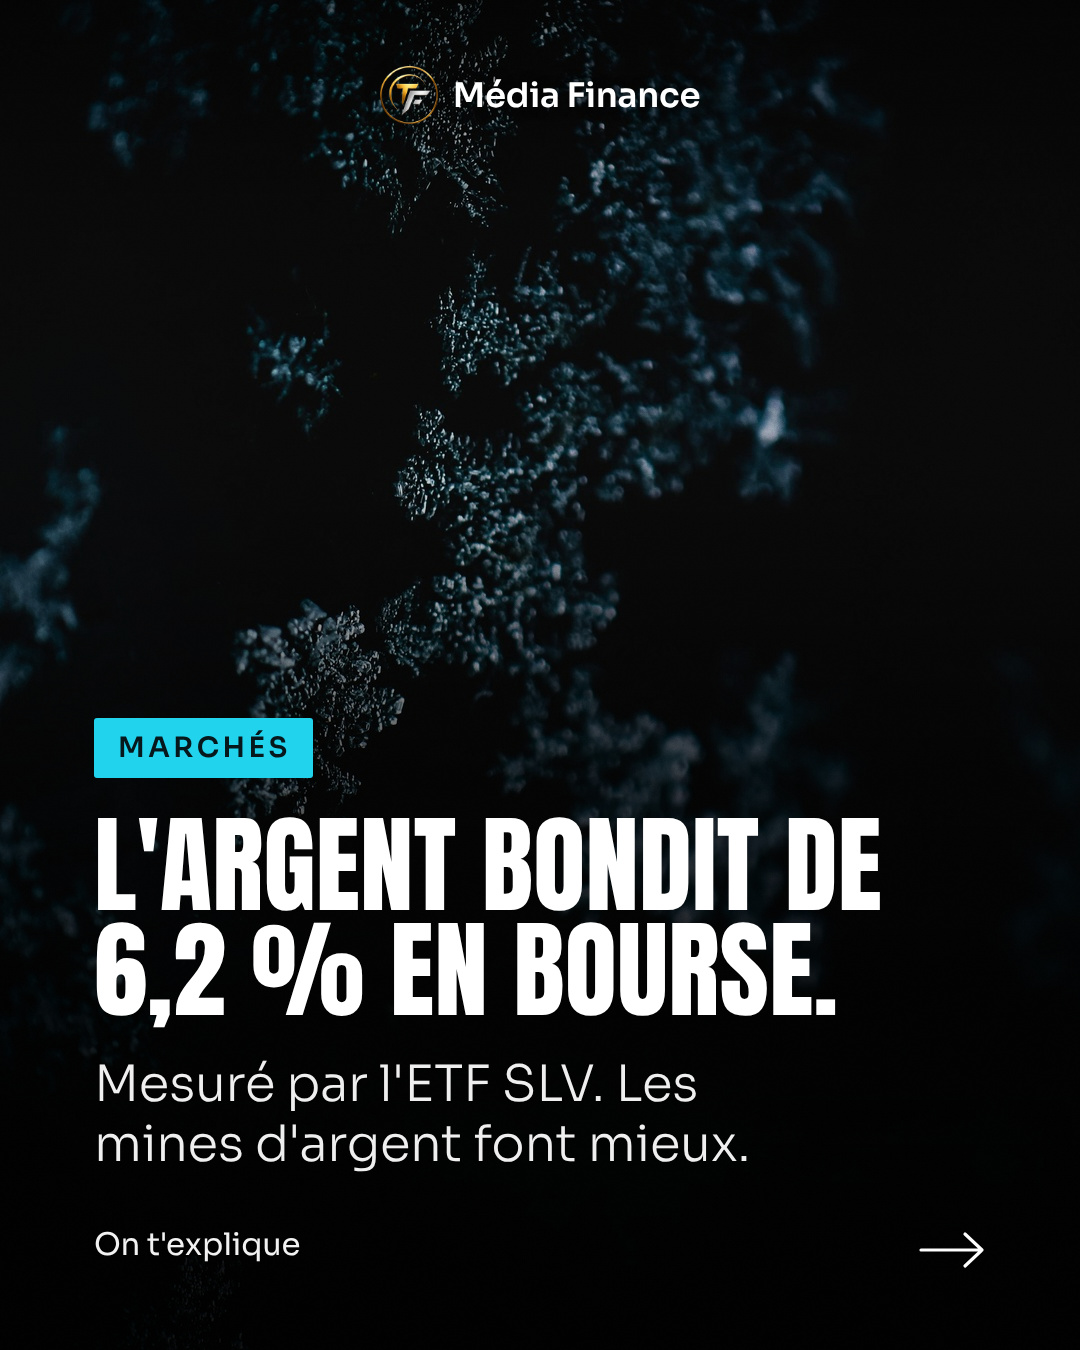 TF Média Finance
MARCHÉS
L'ARGENT BONDIT DE
6,2 % EN BOURSE.
Mesuré par l'ETF SLV. Les
mines d'argent font mieux.
On t'explique